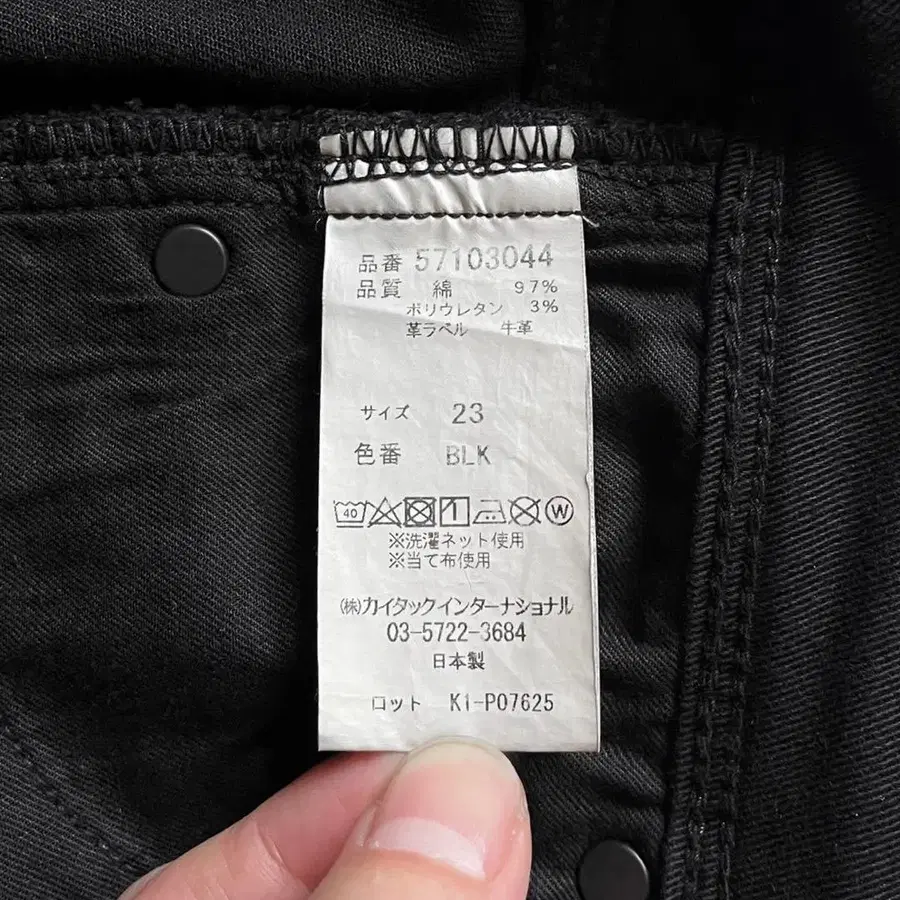 品番 57103044
品質 綿 97%
ポリウレタン 3%
革ラベル 牛革
サイズ 23
色番 BLK
40 W
※洗濯ネット使用
※当て布使用
㈱カイタックインターナショナル
03-5722-3684
日本製
ロット K1-P07625